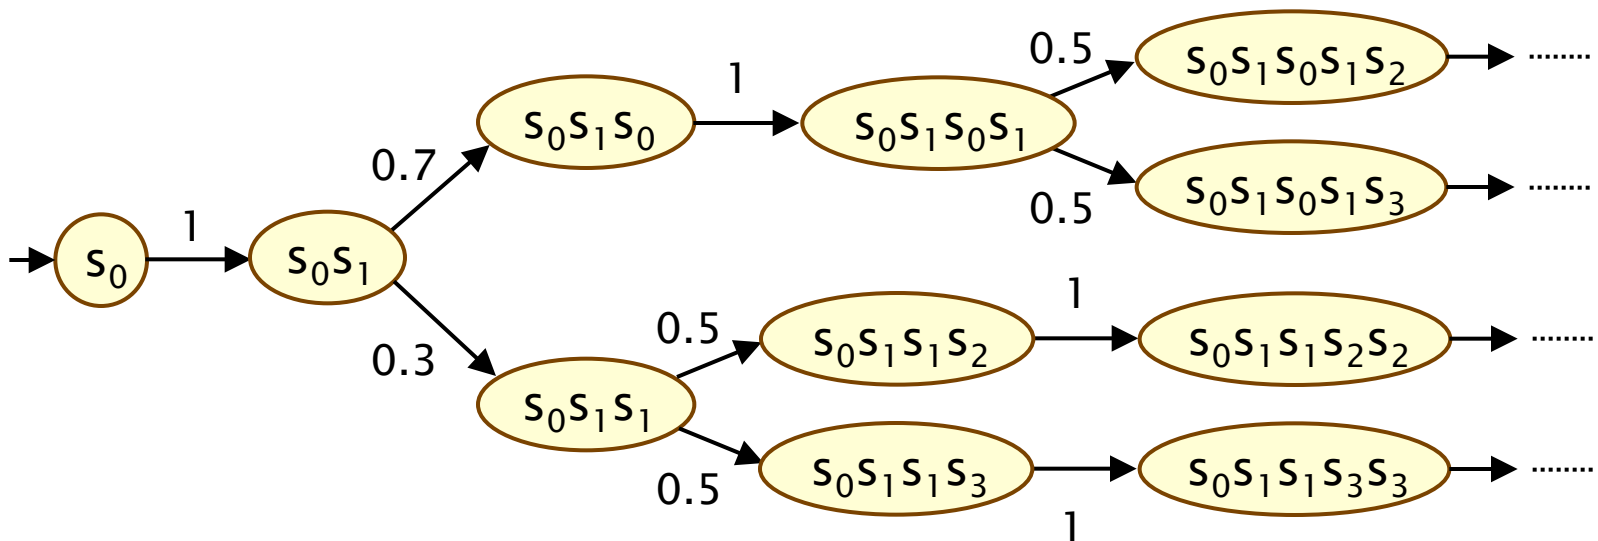 0.5
s₀s₁s₀s₁s₂
........
1
s₀s₁s₀
s₀s₁s₀s₁
0.7
0.5
s₀s₁s₀s₁s₃
........
1
s₀
s₀s₁
0.3
0.5
s₀s₁s₁s₂
1
s₀s₁s₁s₂s₂
........
s₀s₁s₁
0.5
s₀s₁s₁s₃
1
s₀s₁s₁s₃s₃
........